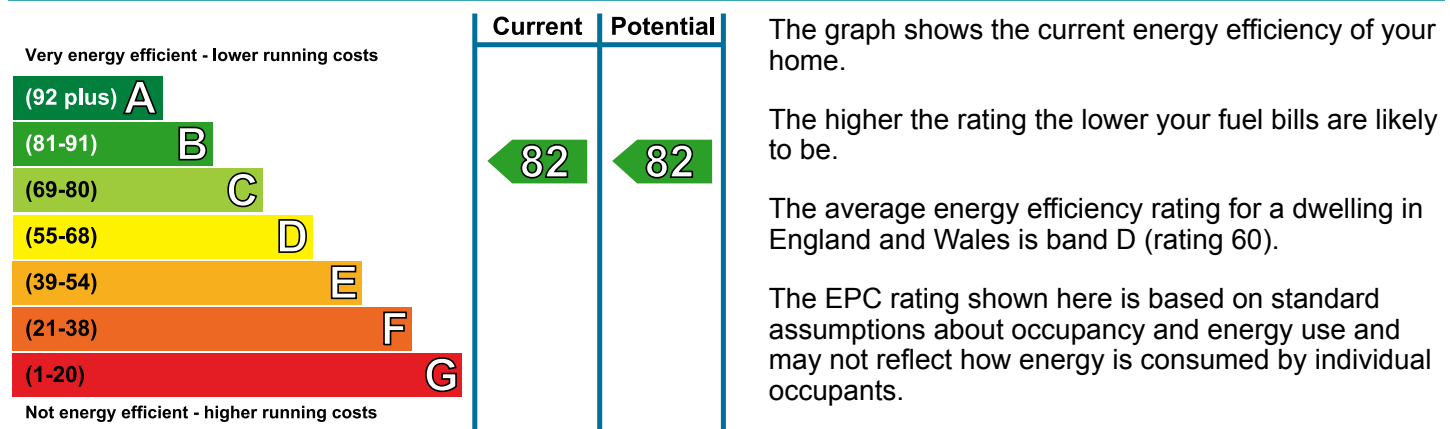 Current Potential
Very energy efficient - lower running costs
(92 plus) A
(81-91) B
82 82
(69-80) C
(55-68) D
(39-54) E
(21-38) F
(1-20) G
Not energy efficient - higher running costs
The graph shows the current energy efficiency of your
home.
The higher the rating the lower your fuel bills are likely
to be.
The average energy efficiency rating for a dwelling in
England and Wales is band D (rating 60).
The EPC rating shown here is based on standard
assumptions about occupancy and energy use and
may not reflect how energy is consumed by individual
occupants.